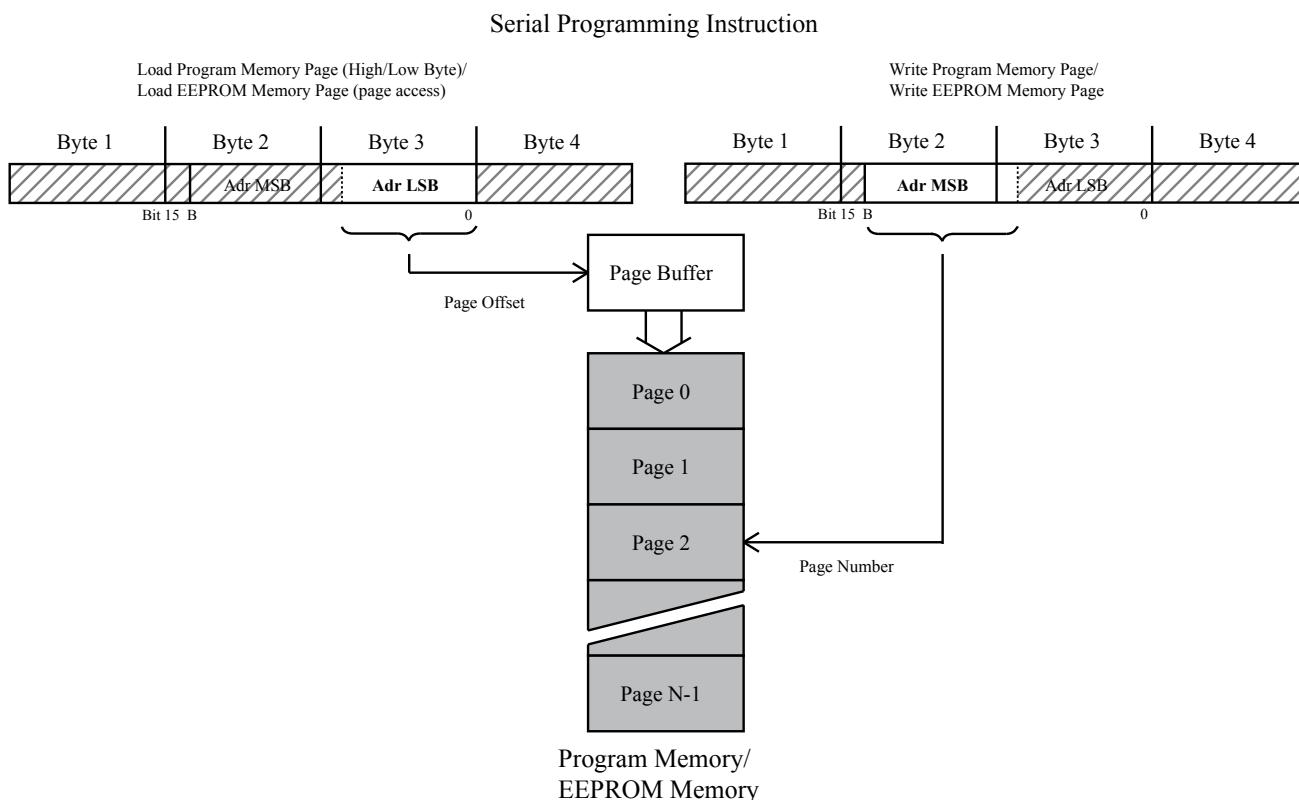 Serial Programming Instruction
Load Program Memory Page (High/Low Byte)/
Load EEPROM Memory Page (page access)
Write Program Memory Page/
Write EEPROM Memory Page
Byte 1
Byte 2
Byte 3
Byte 4
Byte 1
Byte 2
Byte 3
Byte 4
Adr MSB
Adr LSB
Adr MSB
Adr LSB
Bit 15 B
0
Bit 15 B
0
Page Buffer
Page Offset
Page 0
Page 1
Page 2
Page Number
Page N-1
Program Memory/
EEPROM Memory